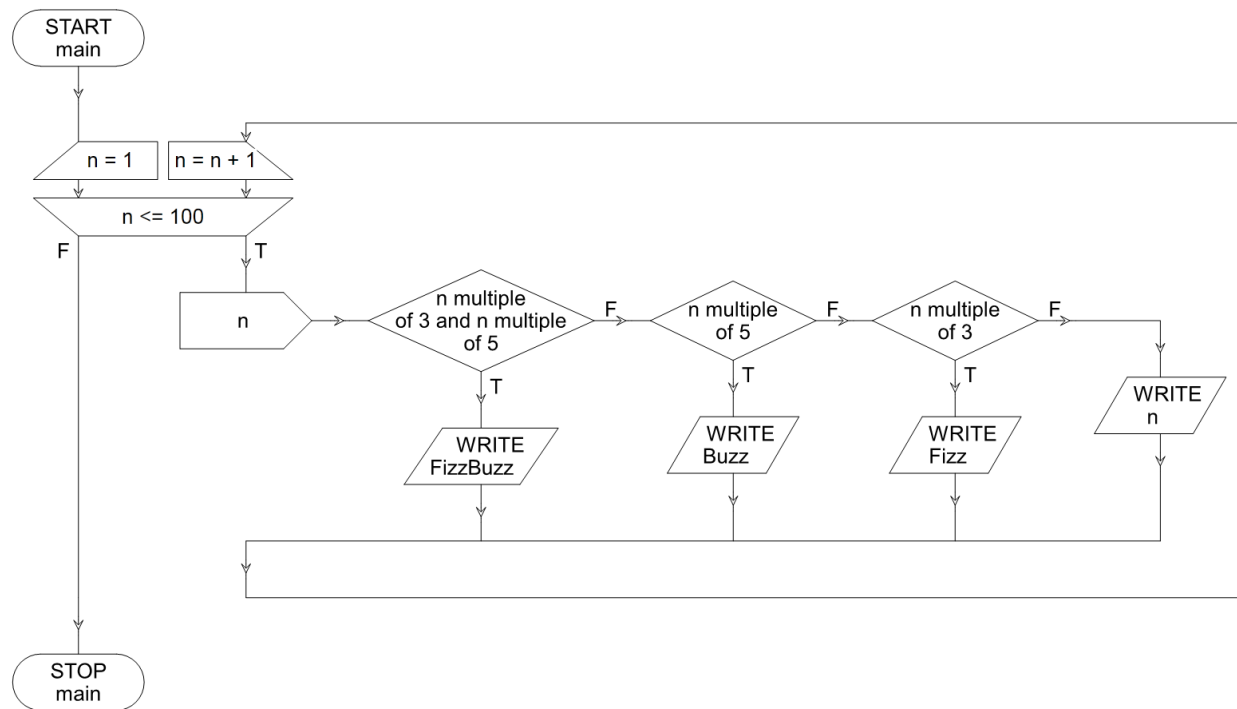 START
main
n = 1
n = n + 1
n <= 100
F
T
n
n multiple
of 3 and n multiple
of 5
F
T
WRITE
FizzBuzz
n multiple
of 5
F
T
WRITE
Buzz
n multiple
of 3
F
T
WRITE
Fizz
WRITE
n
STOP
main